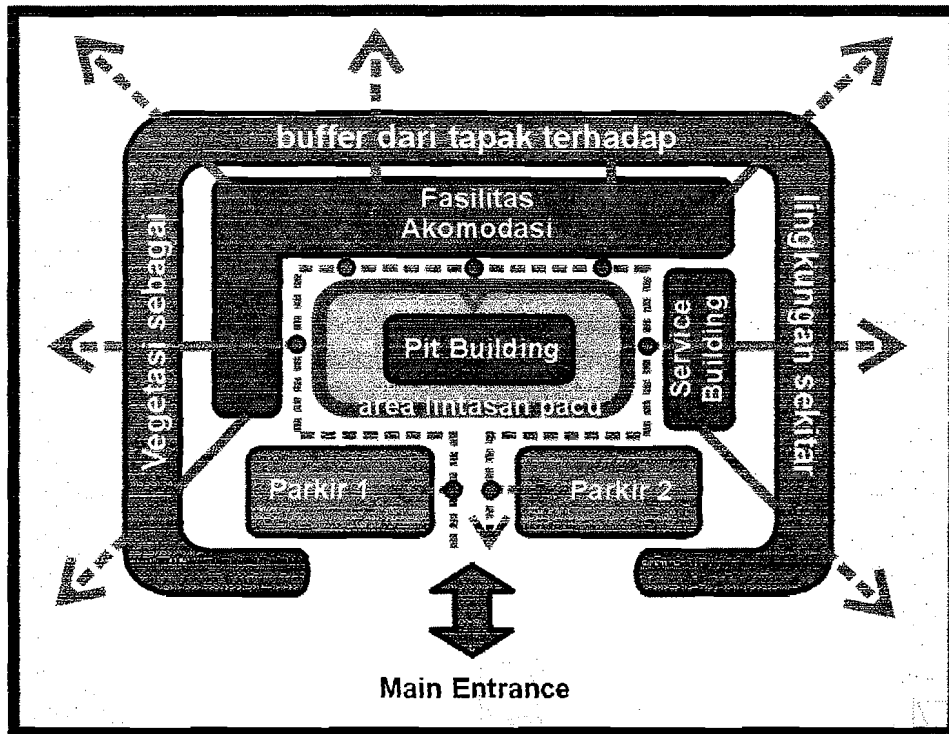 Vegetasi sebagai
buffer dari tapak terhadap
lingkungan sekitar
Fasilitas
Akomodasi
Pit Building
area lintasan pacu
Service
Building
Parkir 1
Parkir 2
Main Entrance